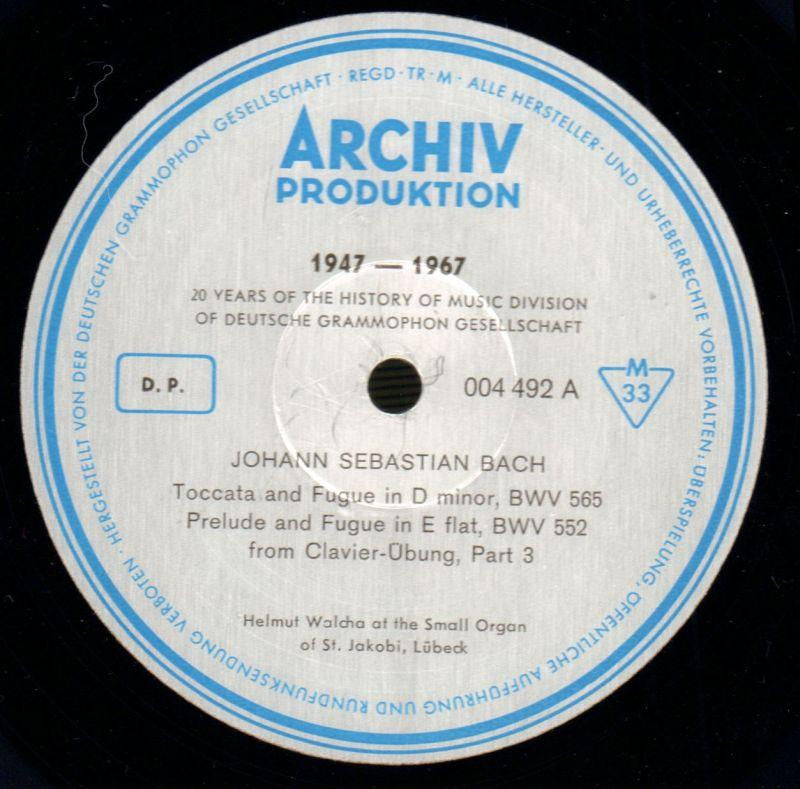 HERGESTELLT VON DER DEUTSCHEN GRAMMOPHON GESELLSCHAFT · REGD · TR · M · ALLE HERSTELLER- UND URHEBERRECHTE VORBEHALTEN; ÜBERSPIELUNG, ÖFFENTLICHE AUFFÜHRUNG UND RUNDFUNKSENDUNG VERBOTEN ·
ARCHIV
PRODUKTION
1947 — 1967
20 YEARS OF THE HISTORY OF MUSIC DIVISION
OF DEUTSCHE GRAMMOPHON GESELLSCHAFT
D. P.
004 492 A
M
33
JOHANN SEBASTIAN BACH
Toccata and Fugue in D minor, BWV 565
Prelude and Fugue in E flat, BWV 552
from Clavier-Übung, Part 3
Helmut Walcha at the Small Organ
of St. Jakobi, Lübeck